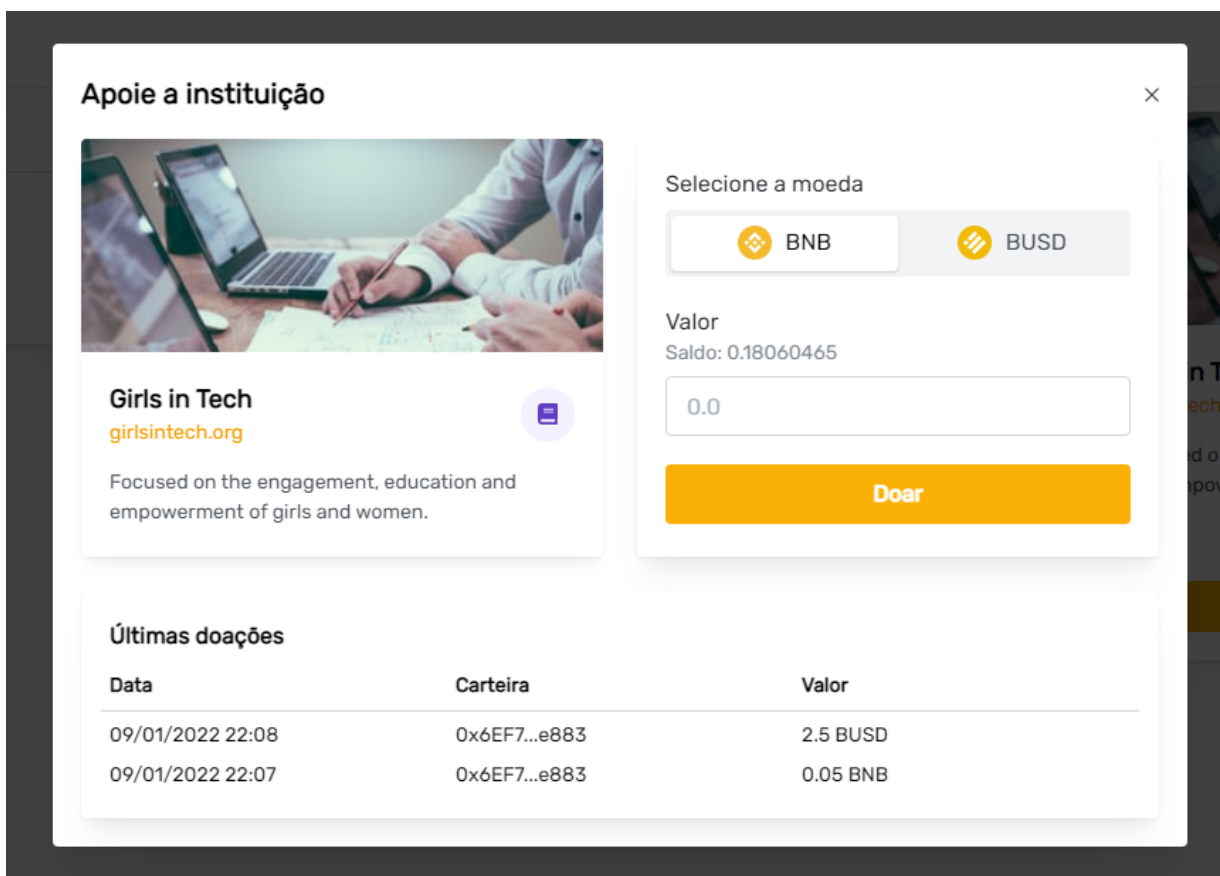 Apoie a instituição
Girls in Tech
girlsintech.org
Focused on the engagement, education and
empowerment of girls and women.
Selecione a moeda
BNB BUSD
Valor
Saldo: 0.18060465
0.0
Doar
Últimas doações
Data Carteira Valor
09/01/2022 22:08 0x6EF7...e883 2.5 BUSD
09/01/2022 22:07 0x6EF7...e883 0.05 BNB